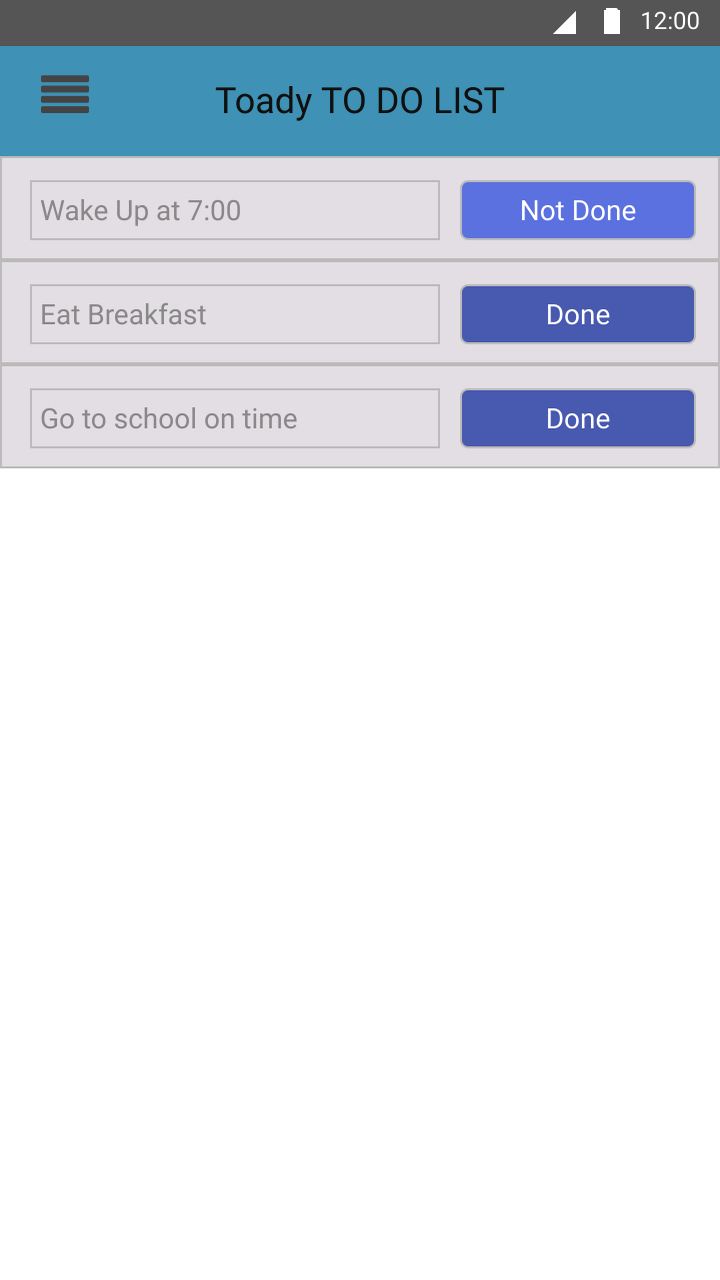 12:00
Toady TO DO LIST
Wake Up at 7:00
Not Done
Eat Breakfast
Done
Go to school on time
Done